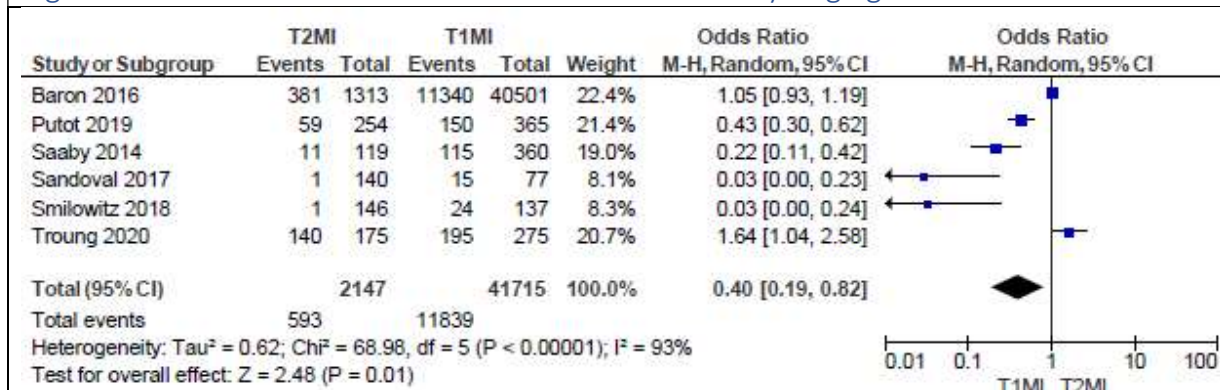 T2MI T1MI Odds Ratio Odds Ratio
Study or Subgroup Events Total Events Total Weight M-H, Random, 95% CI M-H, Random, 95% CI
Baron 2016 381 1313 11340 40501 22.4% 1.05 [0.93, 1.19]
Putot 2019 59 254 150 365 21.4% 0.43 [0.30, 0.62]
Saaby 2014 11 119 115 360 19.0% 0.22 [0.11, 0.42]
Sandoval 2017 1 140 15 77 8.1% 0.03 [0.00, 0.23]
Smilowitz 2018 1 146 24 137 8.3% 0.03 [0.00, 0.24]
Troung 2020 140 175 195 275 20.7% 1.64 [1.04, 2.58]
Total (95% CI) 2147 41715 100.0% 0.40 [0.19, 0.82]
Total events 593 11839
Heterogeneity: Tau² = 0.62; Chi² = 68.98, df = 5 (P < 0.00001); I² = 93%
Test for overall effect: Z = 2.48 (P = 0.01)
0.01 0.1 1 10 100
T1MI T2MI